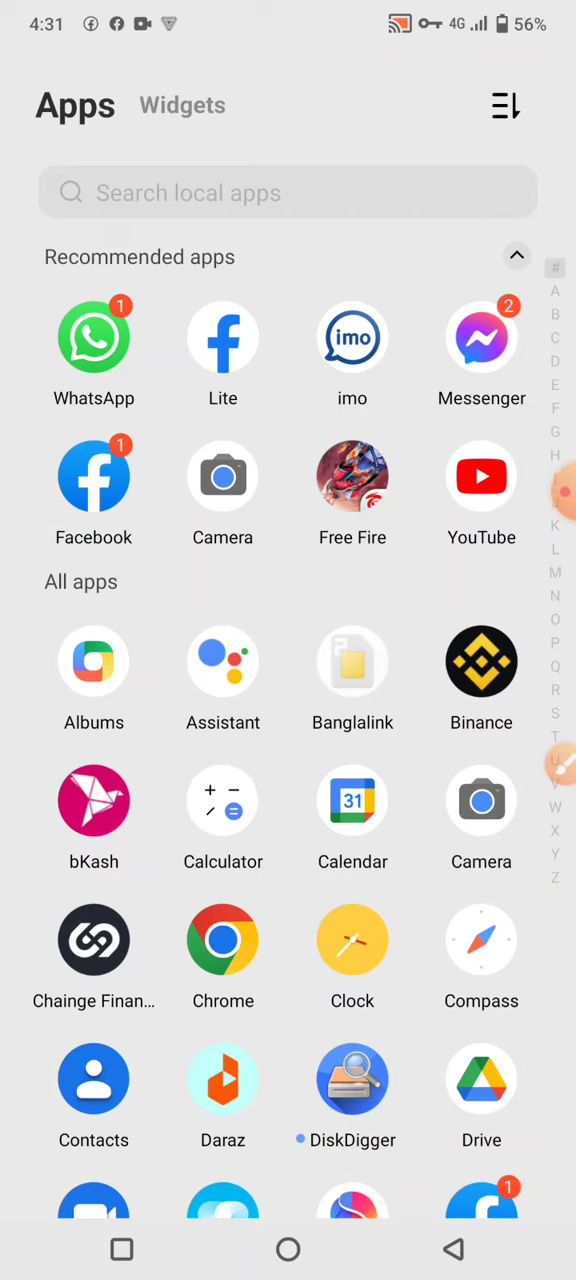 4:31 4G 56%
Apps Widgets
Search local apps
Recommended apps
1 2
imo
WhatsApp Lite imo Messenger
1
Facebook Camera Free Fire YouTube
All apps
Albums Assistant Banglalink Binance
31
bKash Calculator Calendar Camera
Chainge Finan... Chrome Clock Compass
Contacts Daraz DiskDigger Drive
1
#
A
B
C
D
E
F
G
H
J
K
L
M
N
O
P
Q
R
S
T
U
V
W
X
Y
Z